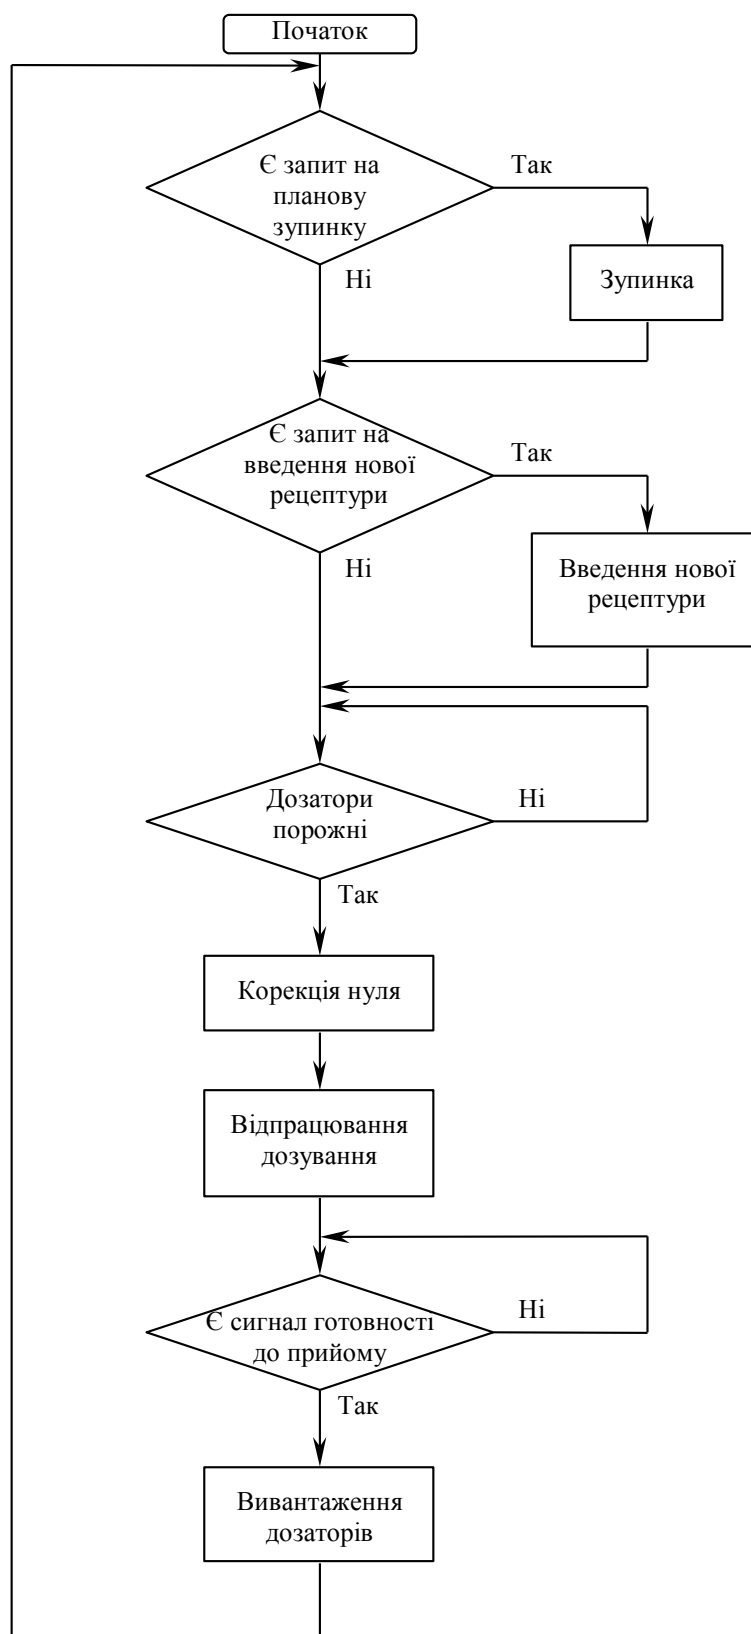 Початок
Є запит на
планову
зупинку
Так
Зупинка
Ні
Є запит на
введення нової
рецептури
Так
Введення нової
рецептури
Ні
Дозатори
порожні
Ні
Так
Корекція нуля
Відпрацювання
дозування
Є сигнал готовності
до прийому
Ні
Так
Вивантаження
дозаторів